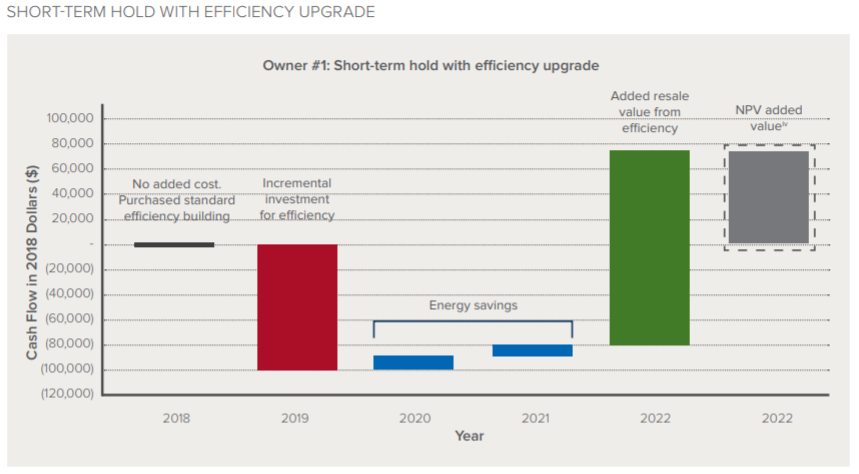 SHORT-TERM HOLD WITH EFFICIENCY UPGRADE
Owner #1: Short-term hold with efficiency upgrade
Cash Flow in 2018 Dollars ($)
100,000
80,000
60,000
40,000
20,000
-
(20,000)
(40,000)
(60,000)
(80,000)
(100,000)
(120,000)
No added cost.
Purchased standard
efficiency building
Incremental
investment
for efficiency
Energy savings
Added resale
value from
efficiency
NPV added
valueⁱᵛ
2018
2019
2020
2021
2022
2022
Year